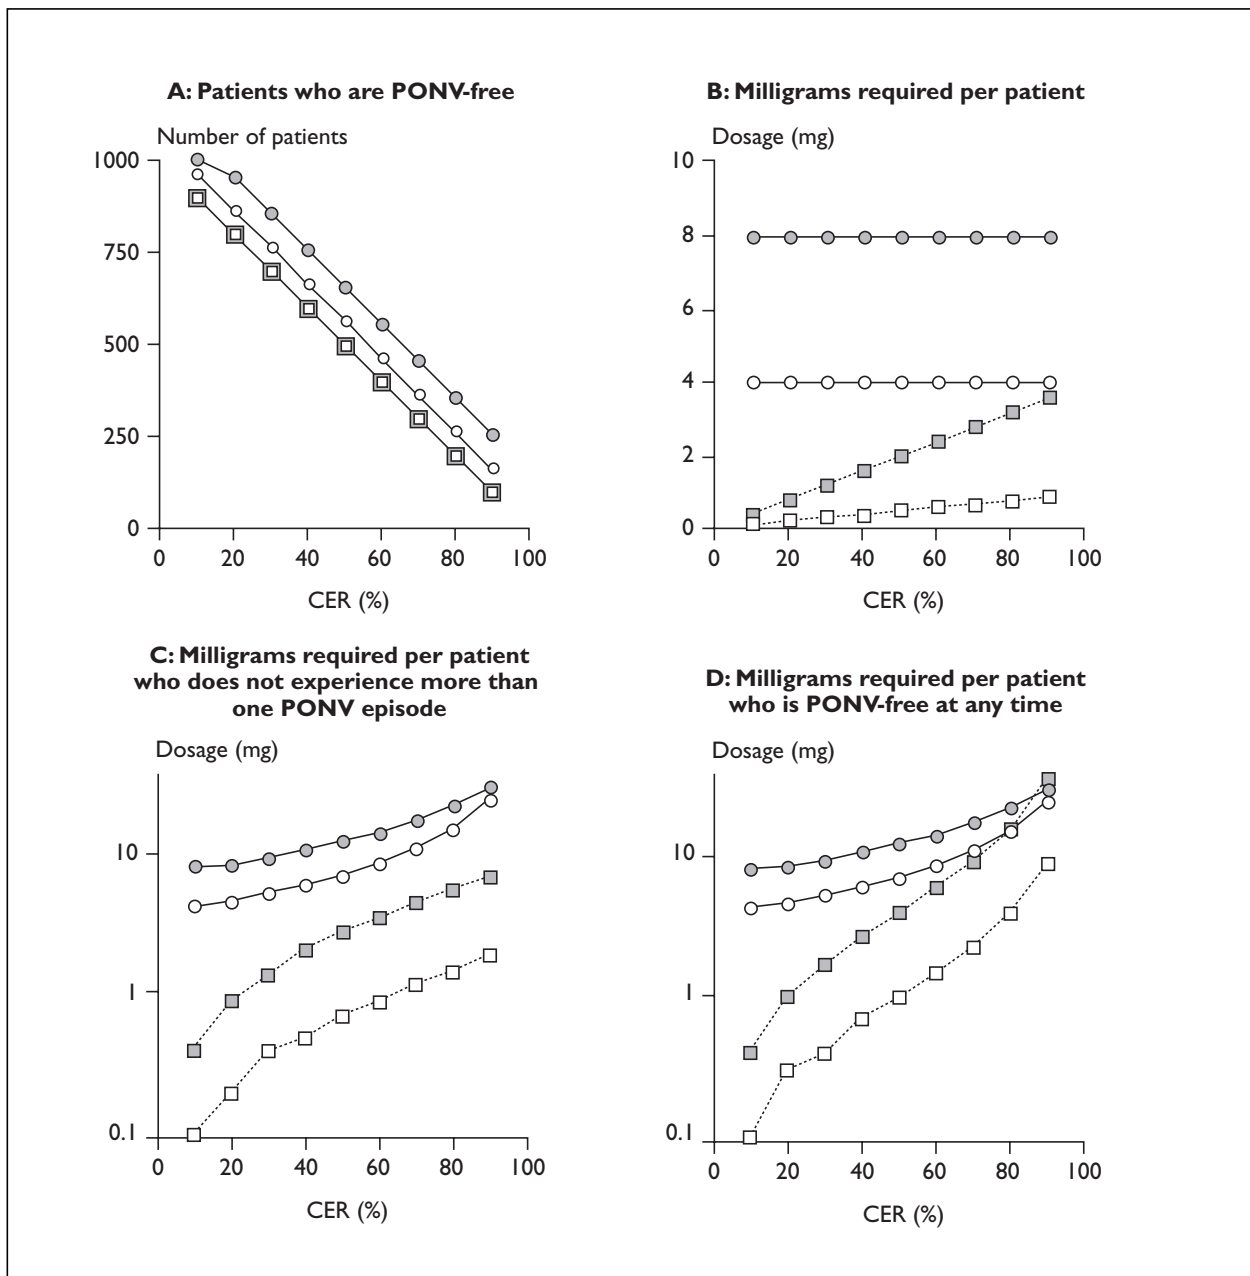 A: Patients who are PONV-free
Number of patients
1000
750
500
250
0
0 20 40 60 80 100
CER (%)
B: Milligrams required per patient
Dosage (mg)
10
8
6
4
2
0
0 20 40 60 80 100
CER (%)
C: Milligrams required per patient
who does not experience more than
one PONV episode
Dosage (mg)
10
1
0.1
0 20 40 60 80 100
CER (%)
D: Milligrams required per patient
who is PONV-free at any time
Dosage (mg)
10
1
0.1
0 20 40 60 80 100
CER (%)